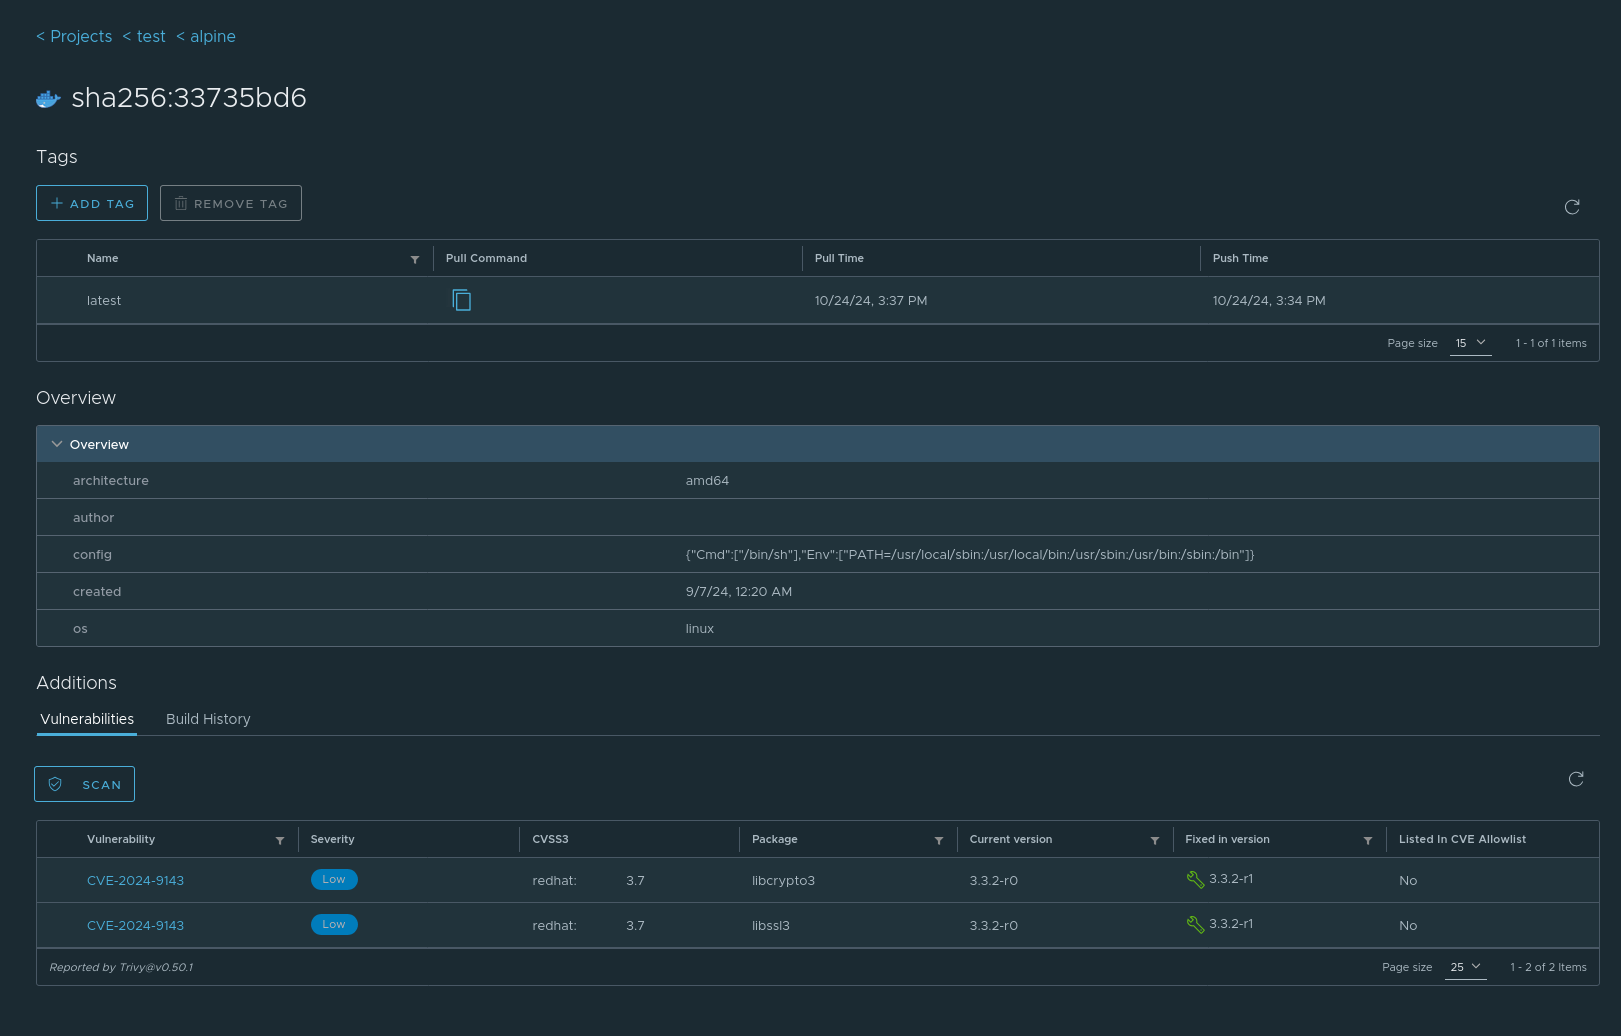 < Projects < test < alpine
sha256:33735bd6
Tags
ADD TAG REMOVE TAG
Name Pull Command Pull Time Push Time
latest 10/24/24, 3:37 PM 10/24/24, 3:34 PM
Page size 15 1 - 1 of 1 items
Overview
Overview
architecture amd64
author
config {"Cmd":["/bin/sh"],"Env":["PATH=/usr/local/sbin:/usr/local/bin:/usr/sbin:/usr/bin:/sbin:/bin"]}
created 9/7/24, 12:20 AM
os linux
Additions
Vulnerabilities Build History
SCAN
Vulnerability Severity CVSS3 Package Current version Fixed in version Listed In CVE Allowlist
CVE-2024-9143 Low redhat: 3.7 libcrypto3 3.3.2-r0 3.3.2-r1 No
CVE-2024-9143 Low redhat: 3.7 libssl3 3.3.2-r0 3.3.2-r1 No
Reported by Trivy@v0.50.1 Page size 25 1 - 2 of 2 Items